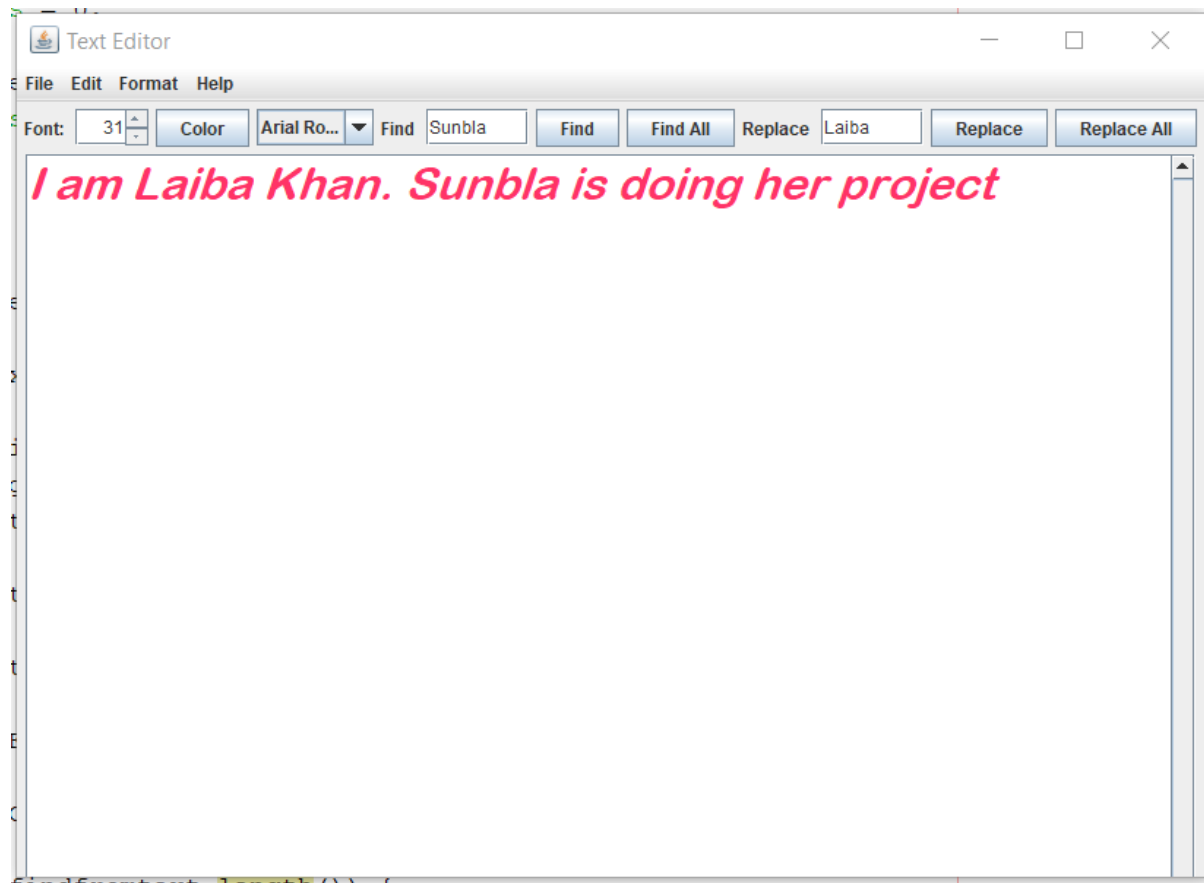 Text Editor
File Edit Format Help
Font: 31 Color Arial Ro... Find Sunbla Find Find All Replace Laiba Replace Replace All
I am Laiba Khan. Sunbla is doing her project